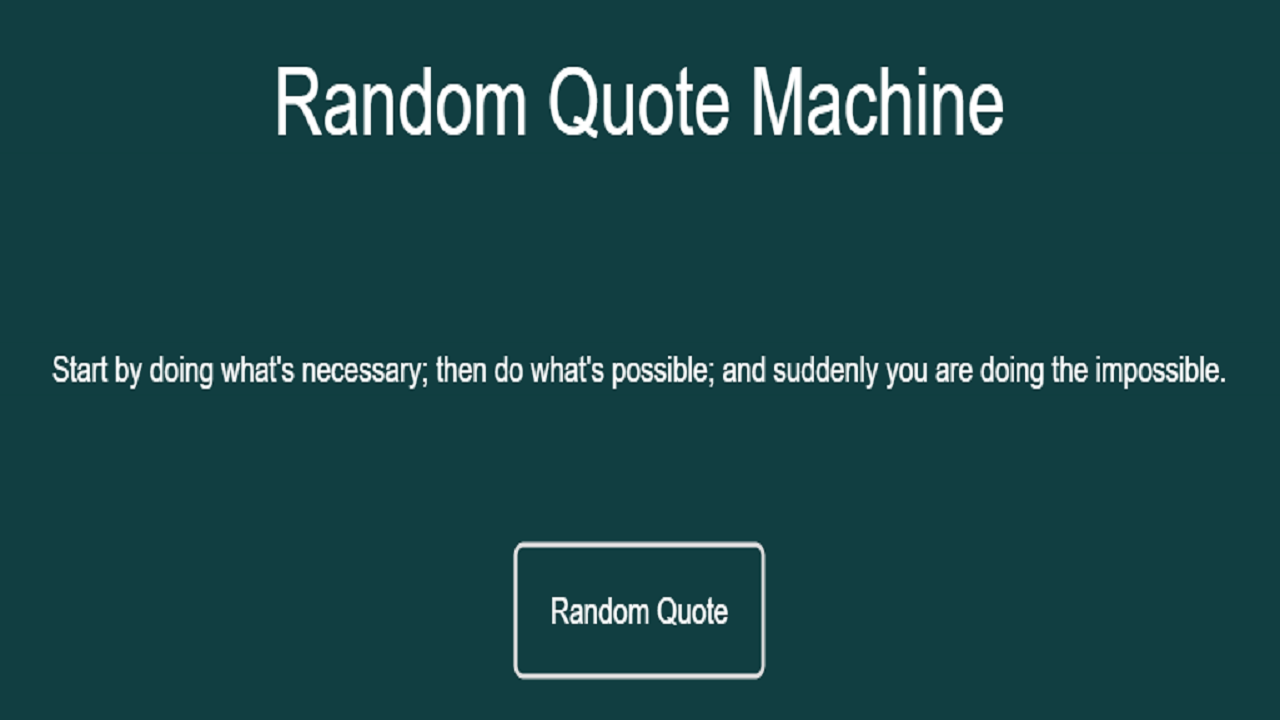 Random Quote Machine
Start by doing what's necessary; then do what's possible; and suddenly you are doing the impossible.
Random Quote